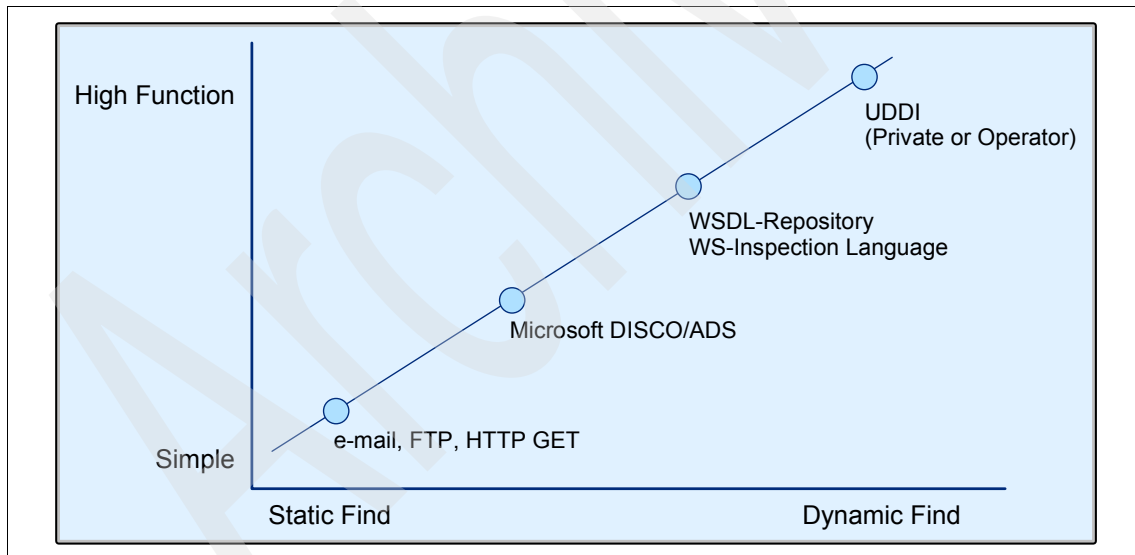 High Function
UDDI
(Private or Operator)
WSDL-Repository
WS-Inspection Language
Microsoft DISCO/ADS
e-mail, FTP, HTTP GET
Simple
Static Find
Dynamic Find